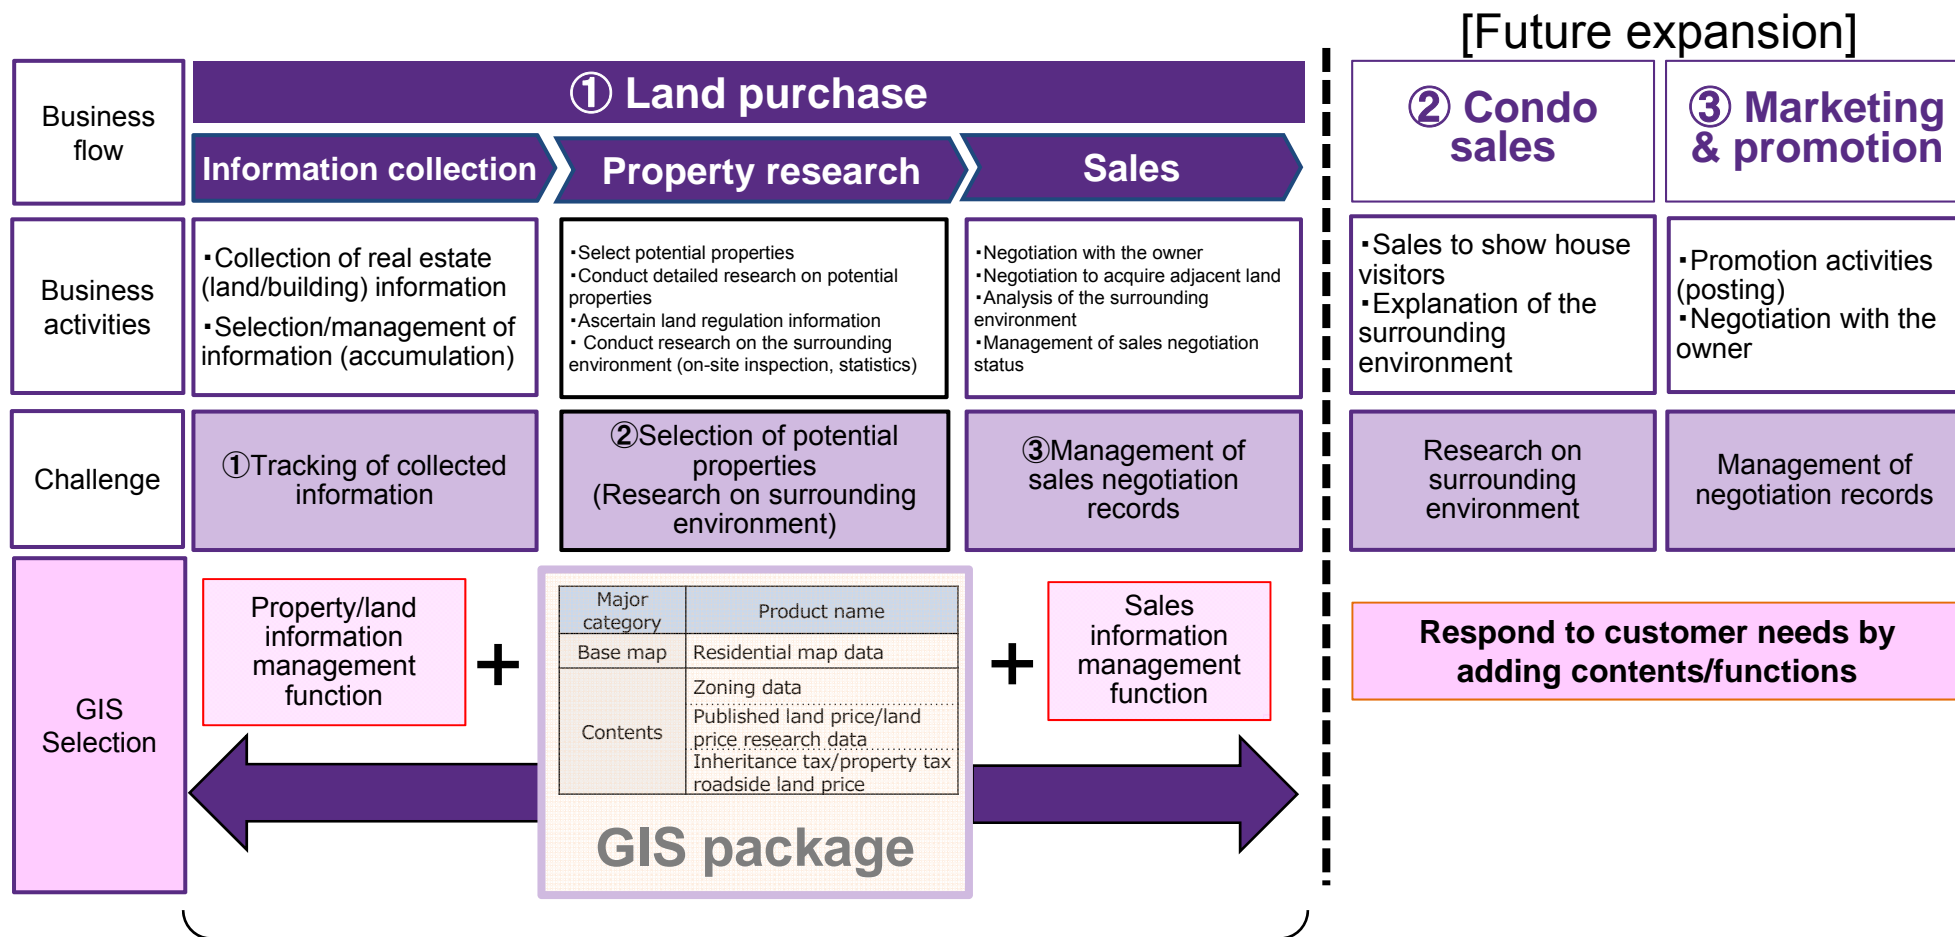 [Future expansion]
Business
flow
① Land purchase
Information collection
Property research
Sales
② Condo
sales
③ Marketing
& promotion
Business
activities
・Collection of real estate
(land/building) information
・Selection/management of
information (accumulation)
・Select potential properties
・Conduct detailed research on potential
properties
・Ascertain land regulation information
・ Conduct research on the surrounding
environment (on-site inspection, statistics)
・Negotiation with the owner
・Negotiation to acquire adjacent land
・Analysis of the surrounding
environment
・Management of sales negotiation
status
・Sales to show house
visitors
・Explanation of the
surrounding
environment
・Promotion activities
(posting)
・Negotiation with the
owner
Challenge
①Tracking of collected
information
②Selection of potential
properties
(Research on surrounding
environment)
③Management of
sales negotiation
records
Research on
surrounding
environment
Management of
negotiation records
GIS
Selection
Property/land
information
management
function
+
Major
category
Product name
Base map
Residential map data
Contents
Zoning data
Published land price/land
price research data
Inheritance tax/property tax
roadside land price
GIS package
+
Sales
information
management
function
Respond to customer needs by
adding contents/functions